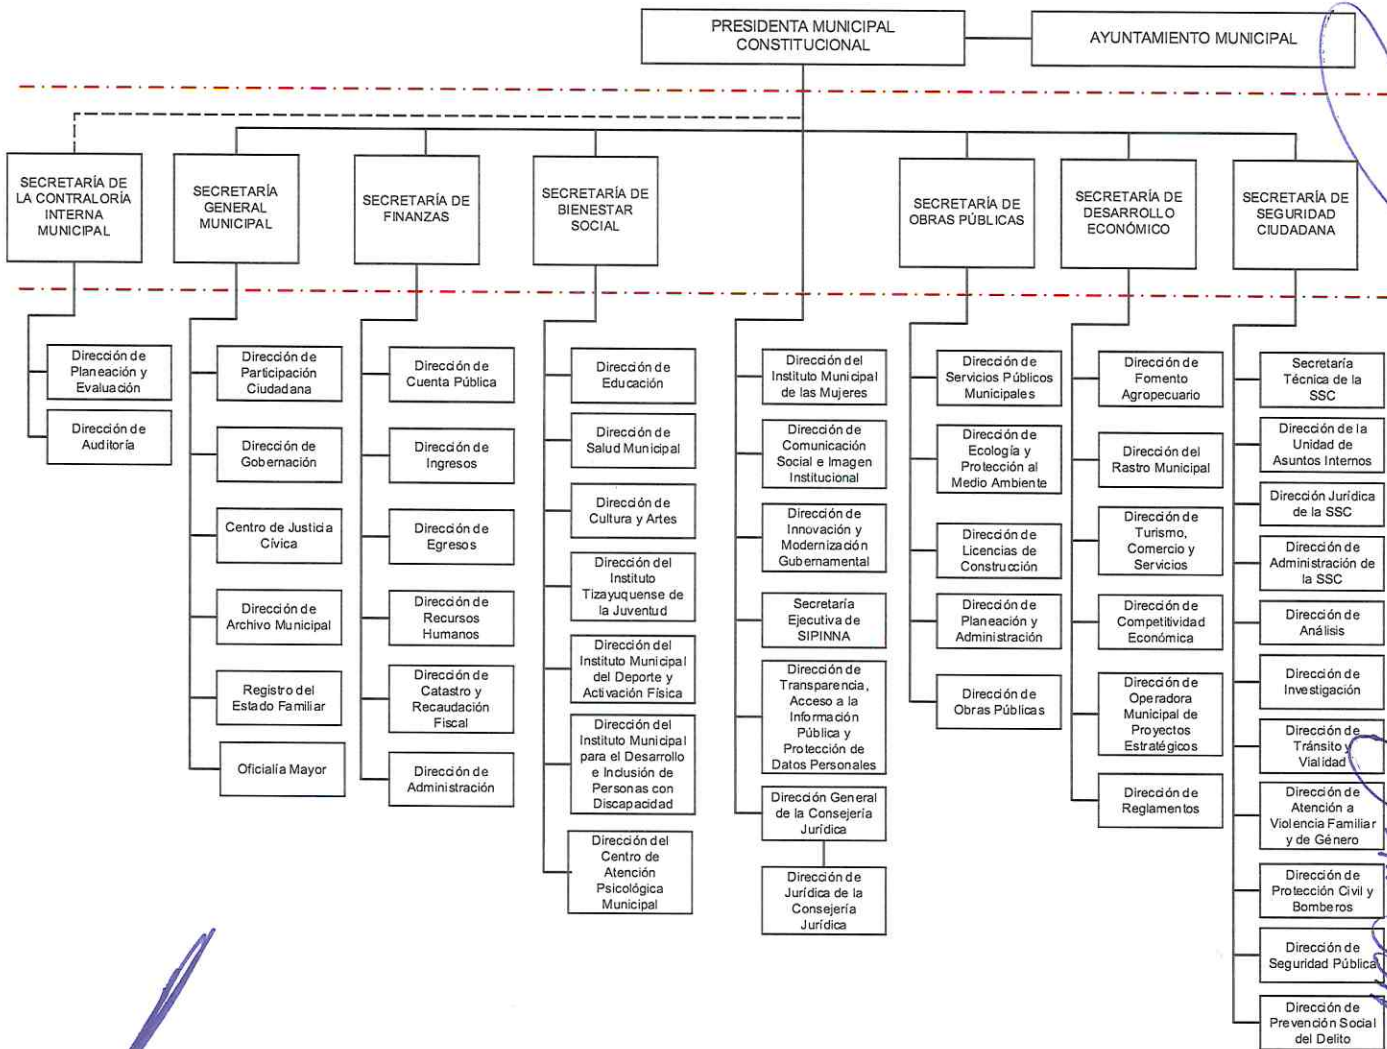 PRESIDENTA MUNICIPAL
CONSTITUCIONAL
AYUNTAMIENTO MUNICIPAL
SECRETARÍA DE
LA CONTRALORÍA
INTERNA
MUNICIPAL
SECRETARÍA
GENERAL
MUNICIPAL
SECRETARÍA DE
FINANZAS
SECRETARÍA DE
BIENESTAR
SOCIAL
SECRETARÍA DE
OBRAS PÚBLICAS
SECRETARÍA DE
DESARROLLO
ECONÓMICO
SECRETARÍA DE
SEGURIDAD
CIUDADANA
Dirección de
Planeación y
Evaluación
Dirección de
Auditoría
Dirección de
Participación
Ciudadana
Dirección de
Gobernación
Centro de Justicia
Cívica
Dirección de
Archivo Municipal
Registro del
Estado Familiar
Oficialía Mayor
Dirección de
Cuenta Pública
Dirección de
Ingresos
Dirección de
Egresos
Dirección de
Recursos
Humanos
Dirección de
Catastro y
Recaudación
Fiscal
Dirección de
Administración
Dirección de
Educación
Dirección de
Salud Municipal
Dirección de
Cultura y Artes
Dirección del
Instituto
Tizayuquense de
la Juventud
Dirección del
Instituto Municipal
del Deporte y
Activación Física
Dirección del
Instituto Municipal
para el Desarrollo
e Inclusión de
Personas con
Discapacidad
Dirección del
Centro de
Atención
Psicológica
Municipal
Dirección del
Instituto Municipal
de las Mujeres
Dirección de
Comunicación
Social e Imagen
Institucional
Dirección de
Innovación y
Modernización
Gubernamental
Secretaría
Ejecutiva de
SIPINNA
Dirección de
Transparencia,
Acceso a la
Información
Pública y
Protección de
Datos Personales
Dirección General
de la Consejería
Jurídica
Dirección de
Jurídica de la
Consejería
Jurídica
Dirección de
Servicios Públicos
Municipales
Dirección de
Ecología y
Protección al
Medio Ambiente
Dirección de
Licencias de
Construcción
Dirección de
Planeación y
Administración
Dirección de
Obras Públicas
Dirección de
Fomento
Agropecuario
Dirección del
Rastro Municipal
Dirección de
Turismo,
Comercio y
Servicios
Dirección de
Competitividad
Económica
Dirección de
Operadora
Municipal de
Proyectos
Estratégicos
Dirección de
Reglamentos
Secretaría
Técnica de la
SSC
Dirección de la
Unidad de
Asuntos Internos
Dirección Jurídica
de la SSC
Dirección de
Administración de
la SSC
Dirección de
Análisis
Dirección de
Investigación
Dirección de
Tránsito y
Vialidad
Dirección de
Atención a
Violencia Familiar
y de Género
Dirección de
Protección Civil y
Bomberos
Dirección de
Seguridad Pública
Dirección de
Prevención Social
del Delito